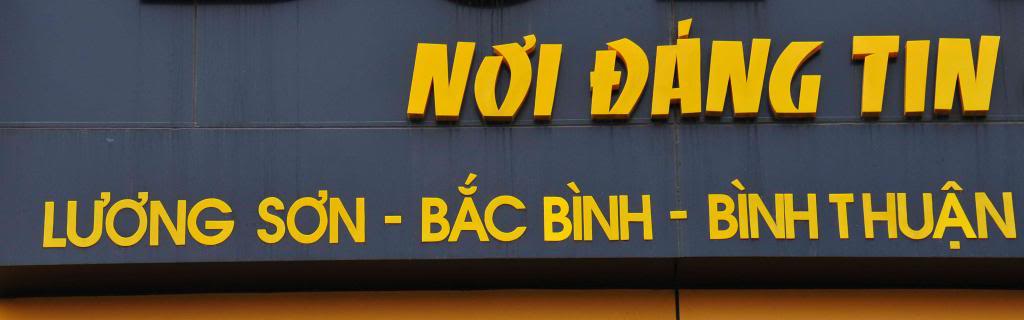 NƠI ĐÁNG TIN
LƯƠNG SƠN - BẮC BÌNH - BÌNH THUẬN